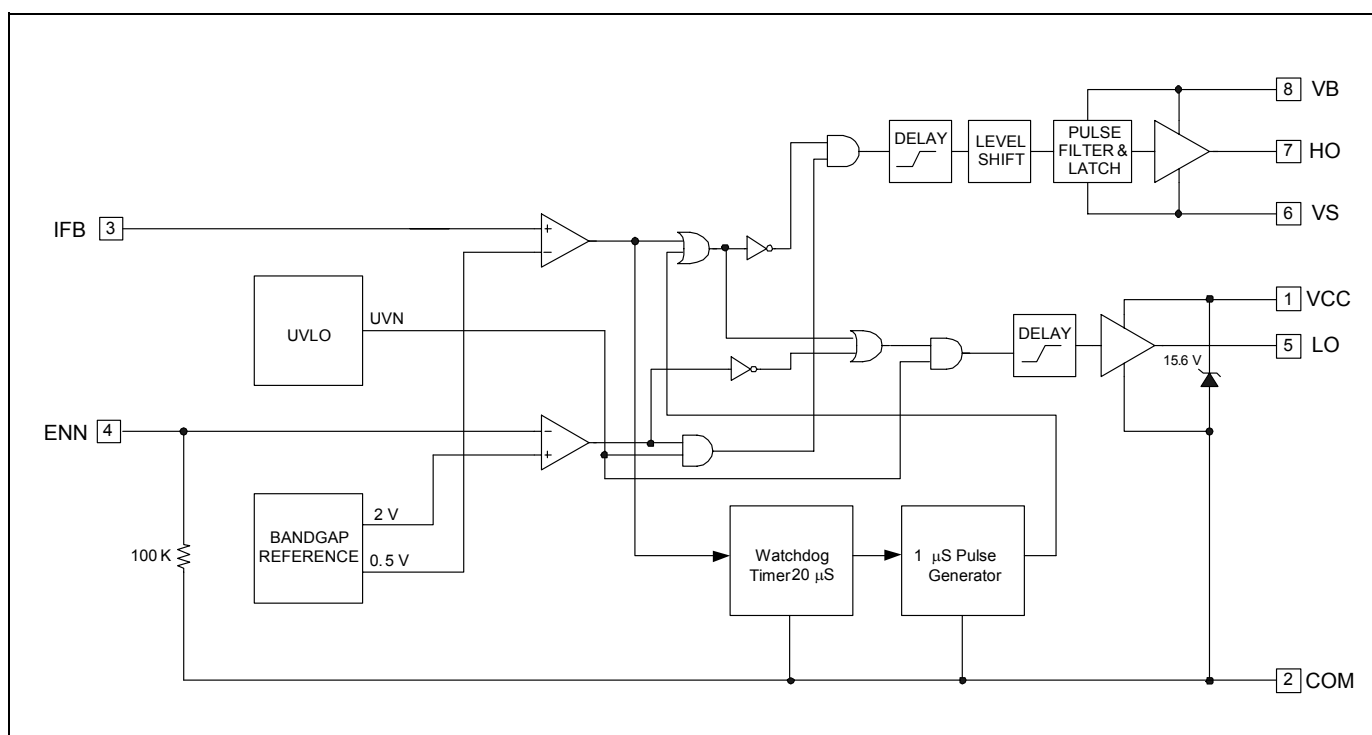 8 VB
DELAY
LEVEL
SHIFT
PULSE
FILTER &
LATCH
7 HO
IFB 3
+
−
6 VS
UVLO
UVN
1 VCC
DELAY
5 LO
15.6 V
ENN 4
−
+
BANDGAP
REFERENCE
2 V
0.5 V
100 K
Watchdog
Timer 20 μS
1 μS Pulse
Generator
2 COM